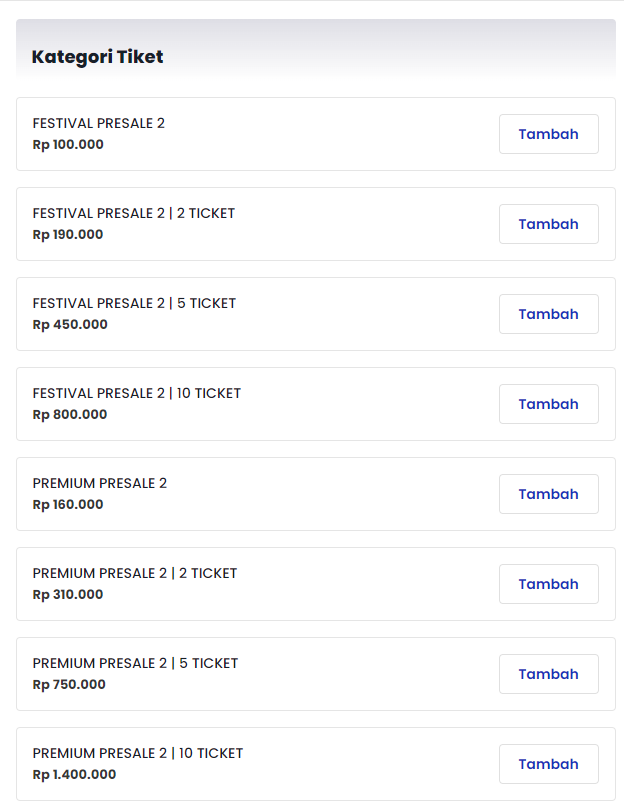 Kategori Tiket
FESTIVAL PRESALE 2
Rp 100.000
Tambah
FESTIVAL PRESALE 2 | 2 TICKET
Rp 190.000
Tambah
FESTIVAL PRESALE 2 | 5 TICKET
Rp 450.000
Tambah
FESTIVAL PRESALE 2 | 10 TICKET
Rp 800.000
Tambah
PREMIUM PRESALE 2
Rp 160.000
Tambah
PREMIUM PRESALE 2 | 2 TICKET
Rp 310.000
Tambah
PREMIUM PRESALE 2 | 5 TICKET
Rp 750.000
Tambah
PREMIUM PRESALE 2 | 10 TICKET
Rp 1.400.000
Tambah